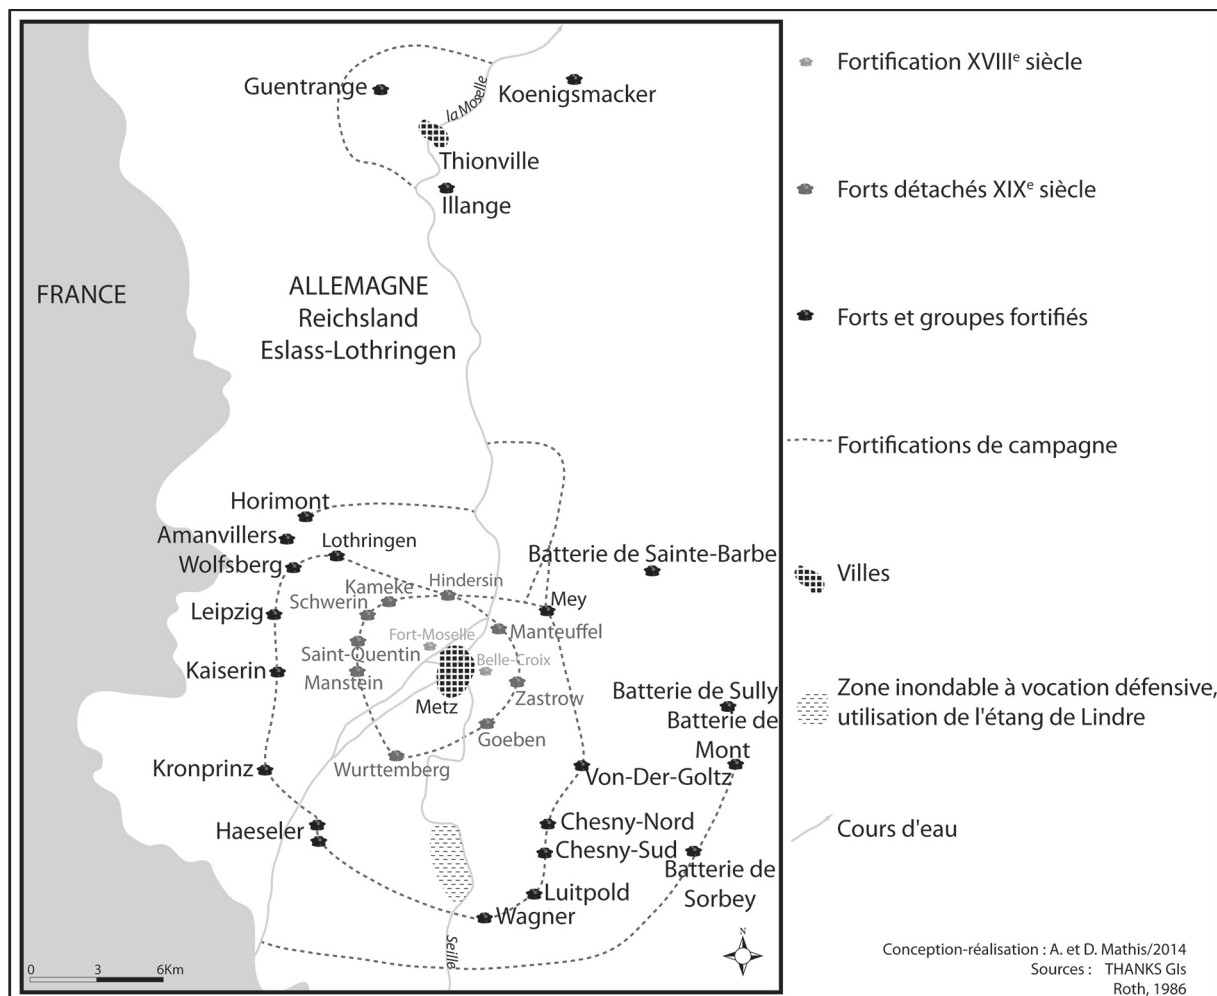 Guentrange
Koenigsmacker
la Moselle
Thionville
Illange
FRANCE
ALLEMAGNE
Reichsland
Eslass-Lothringen
Horimont
Amanvillers
Lothringen
Wolfsberg
Batterie de Sainte-Barbe
Hindersin
Kameke
Schwerin
Mey
Leipzig
Manteuffel
Fort-Moselle
Saint-Quentin
Belle-Croix
Kaiserin
Manstein
Zastrow
Metz
Batterie de Sully
Batterie de
Mont
Goeben
Kronprinz
Wurttemberg
Von-Der-Goltz
Haeseler
Chesny-Nord
Chesny-Sud
Batterie de
Sorbey
Luitpold
Wagner
Seille
N
0 3 6Km
Fortification XVIIIe siècle
Forts détachés XIXe siècle
Forts et groupes fortifiés
Fortifications de campagne
Villes
Zone inondable à vocation défensive,
utilisation de l'étang de Lindre
Cours d'eau
Conception-réalisation : A. et D. Mathis/2014
Sources : THANKS GIs
Roth, 1986